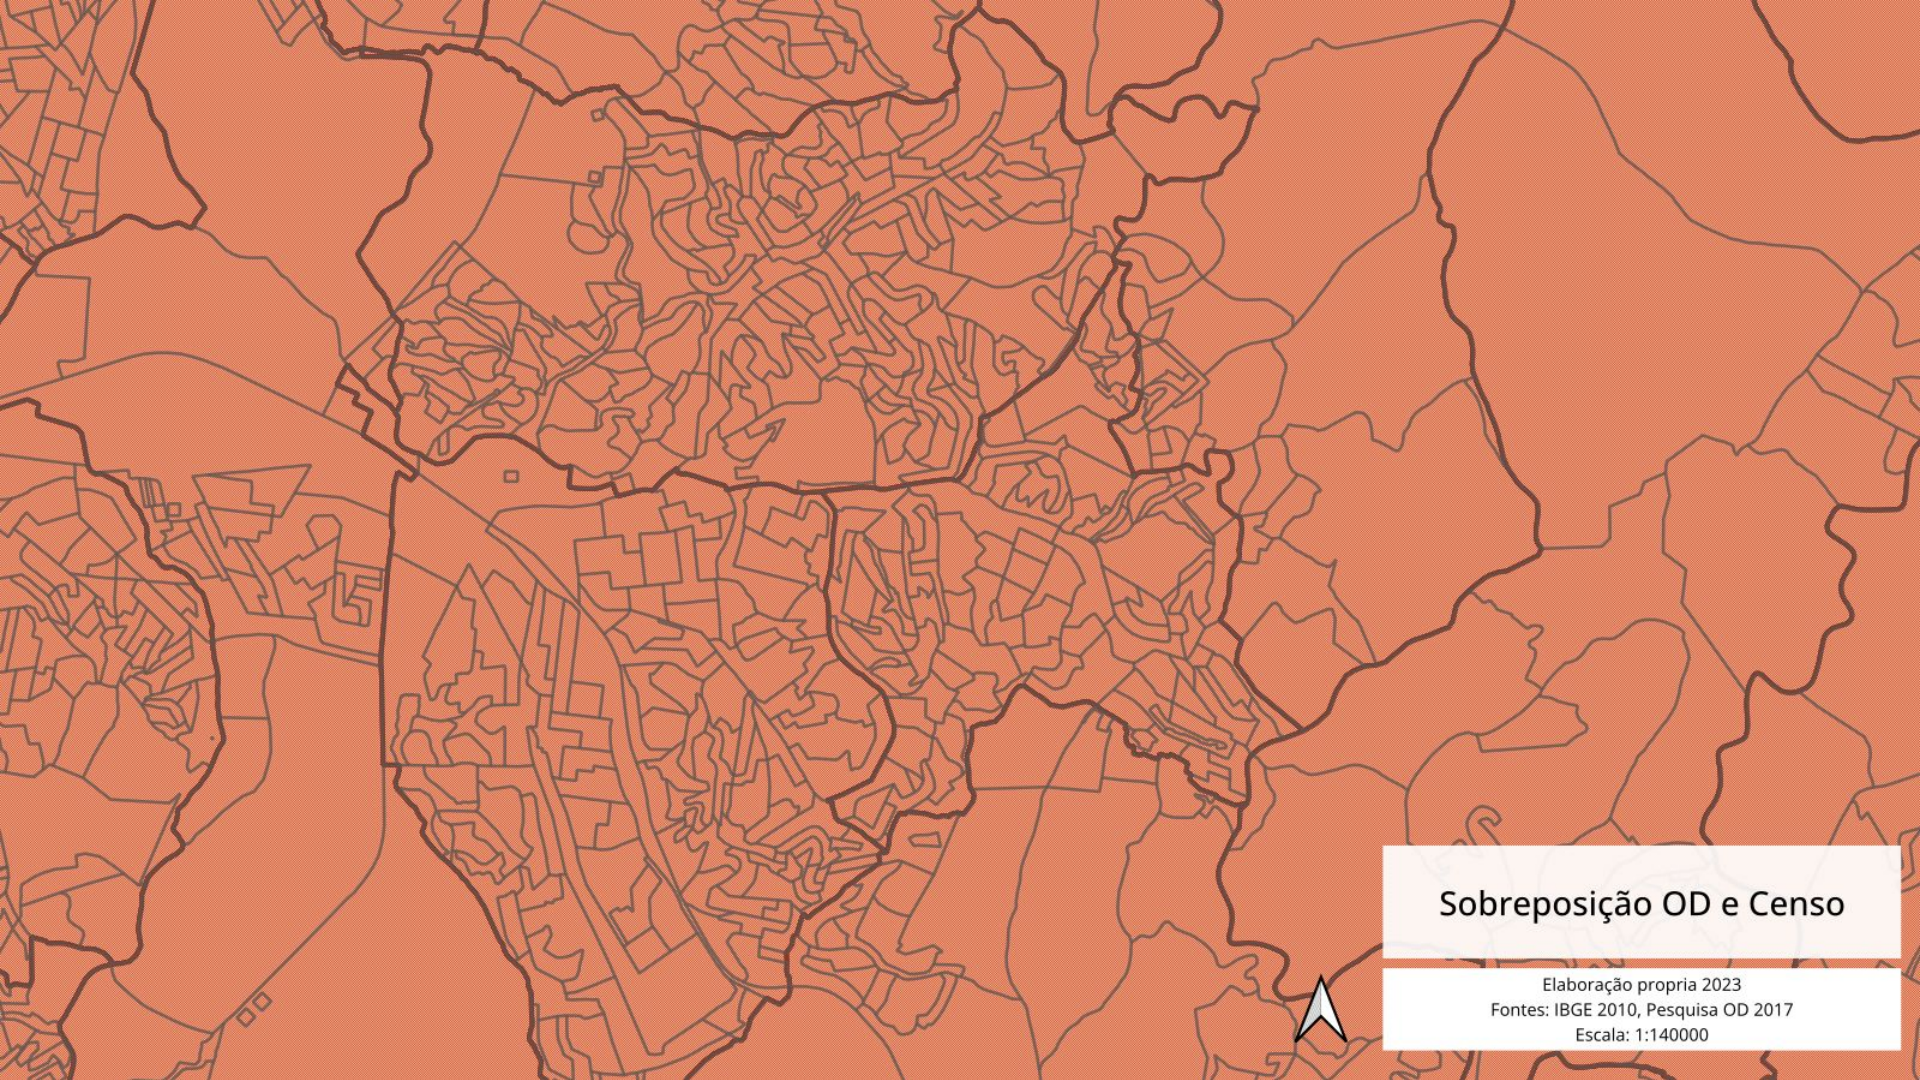 Sobreposição OD e Censo
Elaboração propria 2023
Fontes: IBGE 2010, Pesquisa OD 2017
Escala: 1:140000